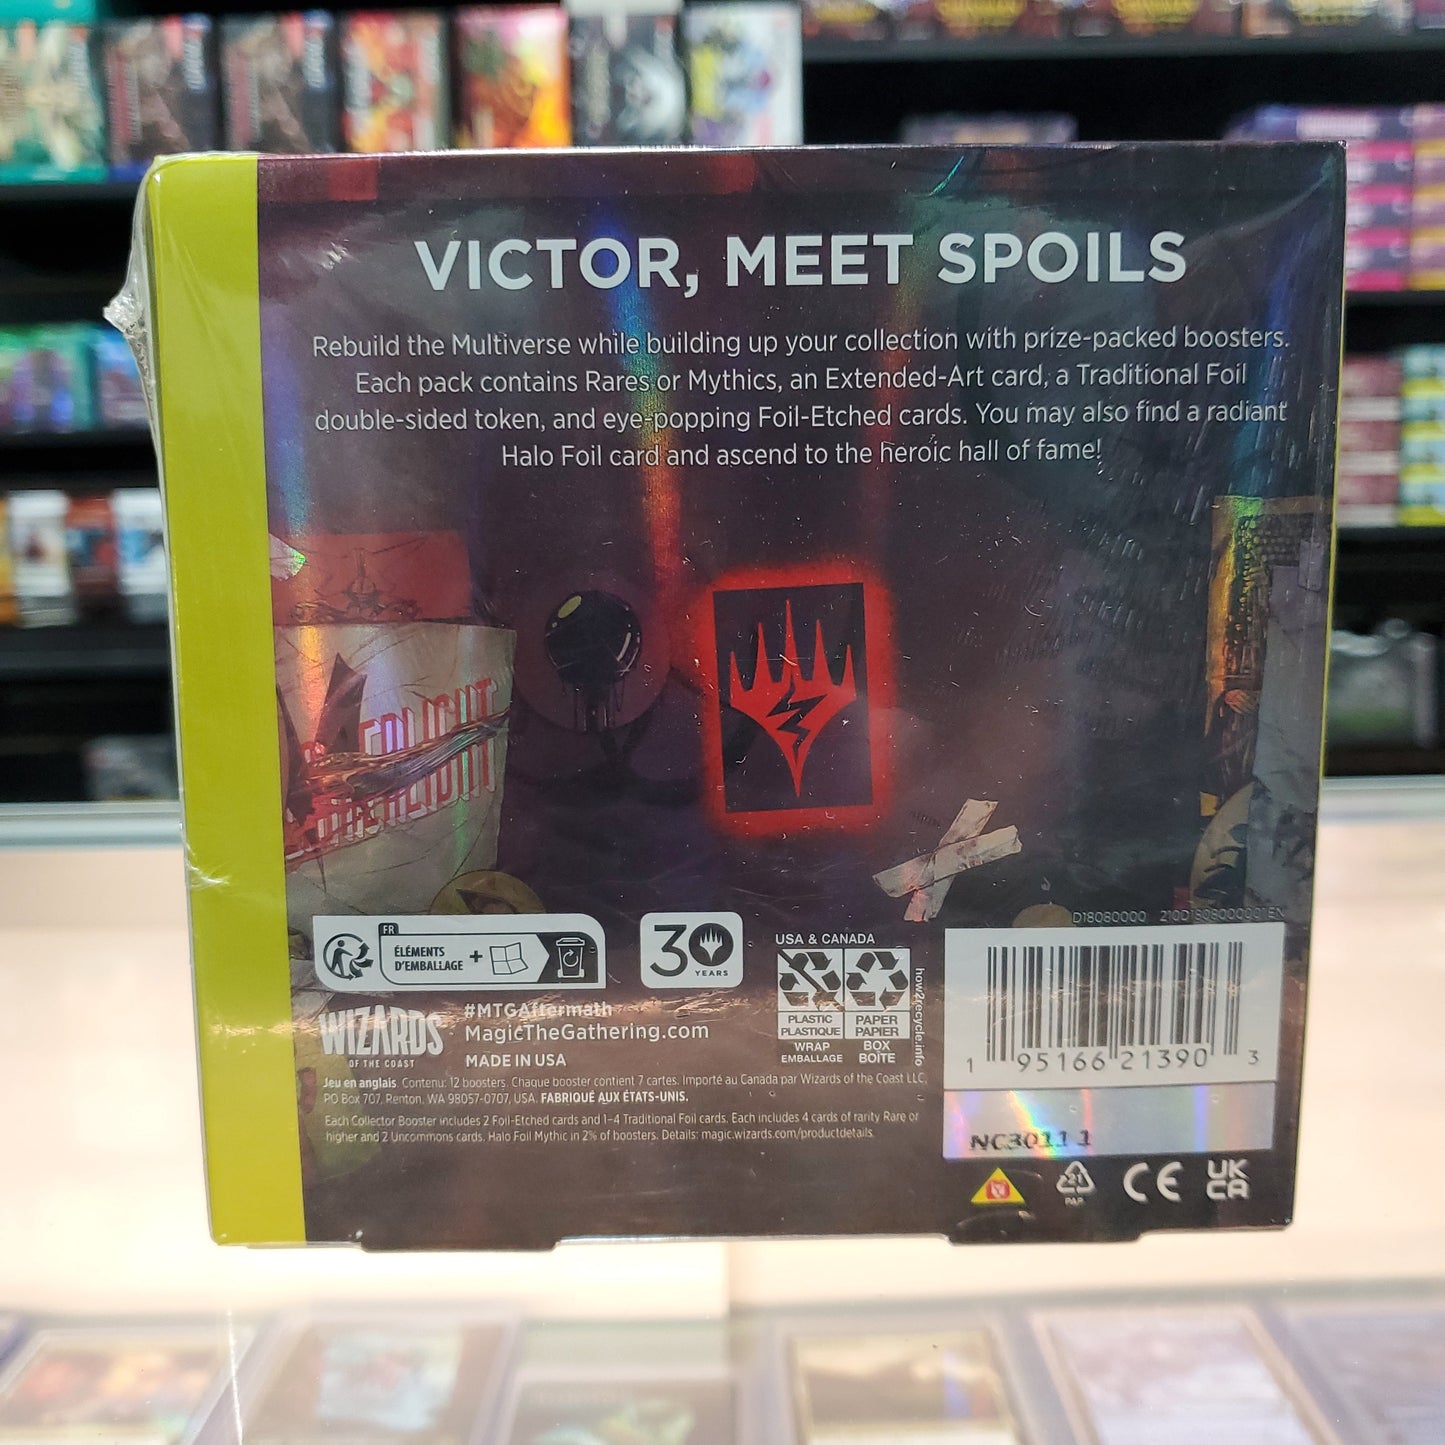 VICTOR, MEET SPOILS
Rebuild the Multiverse while building up your collection with prize-packed boosters.
Each pack contains Rares or Mythics, an Extended-Art card, a Traditional Foil
double-sided token, and eye-popping Foil-Etched cards. You may also find a radiant
Halo Foil card and ascend to the heroic hall of fame!
D18080000 210D1808000001EN
FR
ÉLÉMENTS
D'EMBALLAGE
+
30
YEARS
USA & CANADA
PLASTIC
PLASTIQUE
WRAP
EMBALLAGE
PAPER
PAPIER
BOX
BOÎTE
how2recycle.info
WIZARDS
OF THE COAST
#MTGAftermath
MagicTheGathering.com
MADE IN USA
Jeu en anglais. Contenu: 12 boosters. Chaque booster contient 7 cartes. Importé au Canada par Wizards of the Coast LLC,
PO Box 707, Renton, WA 98057-0707, USA. FABRIQUÉ AUX ÉTATS-UNIS.
Each Collector Booster includes 2 Foil-Etched cards and 1–4 Traditional Foil cards. Each includes 4 cards of rarity Rare or
higher and 2 Uncommons cards. Halo Foil Mythic in 2% of boosters. Details: magic.wizards.com/productdetails.
1 95166 21390 3
NC30111
21
PAP
CE
UK
CA